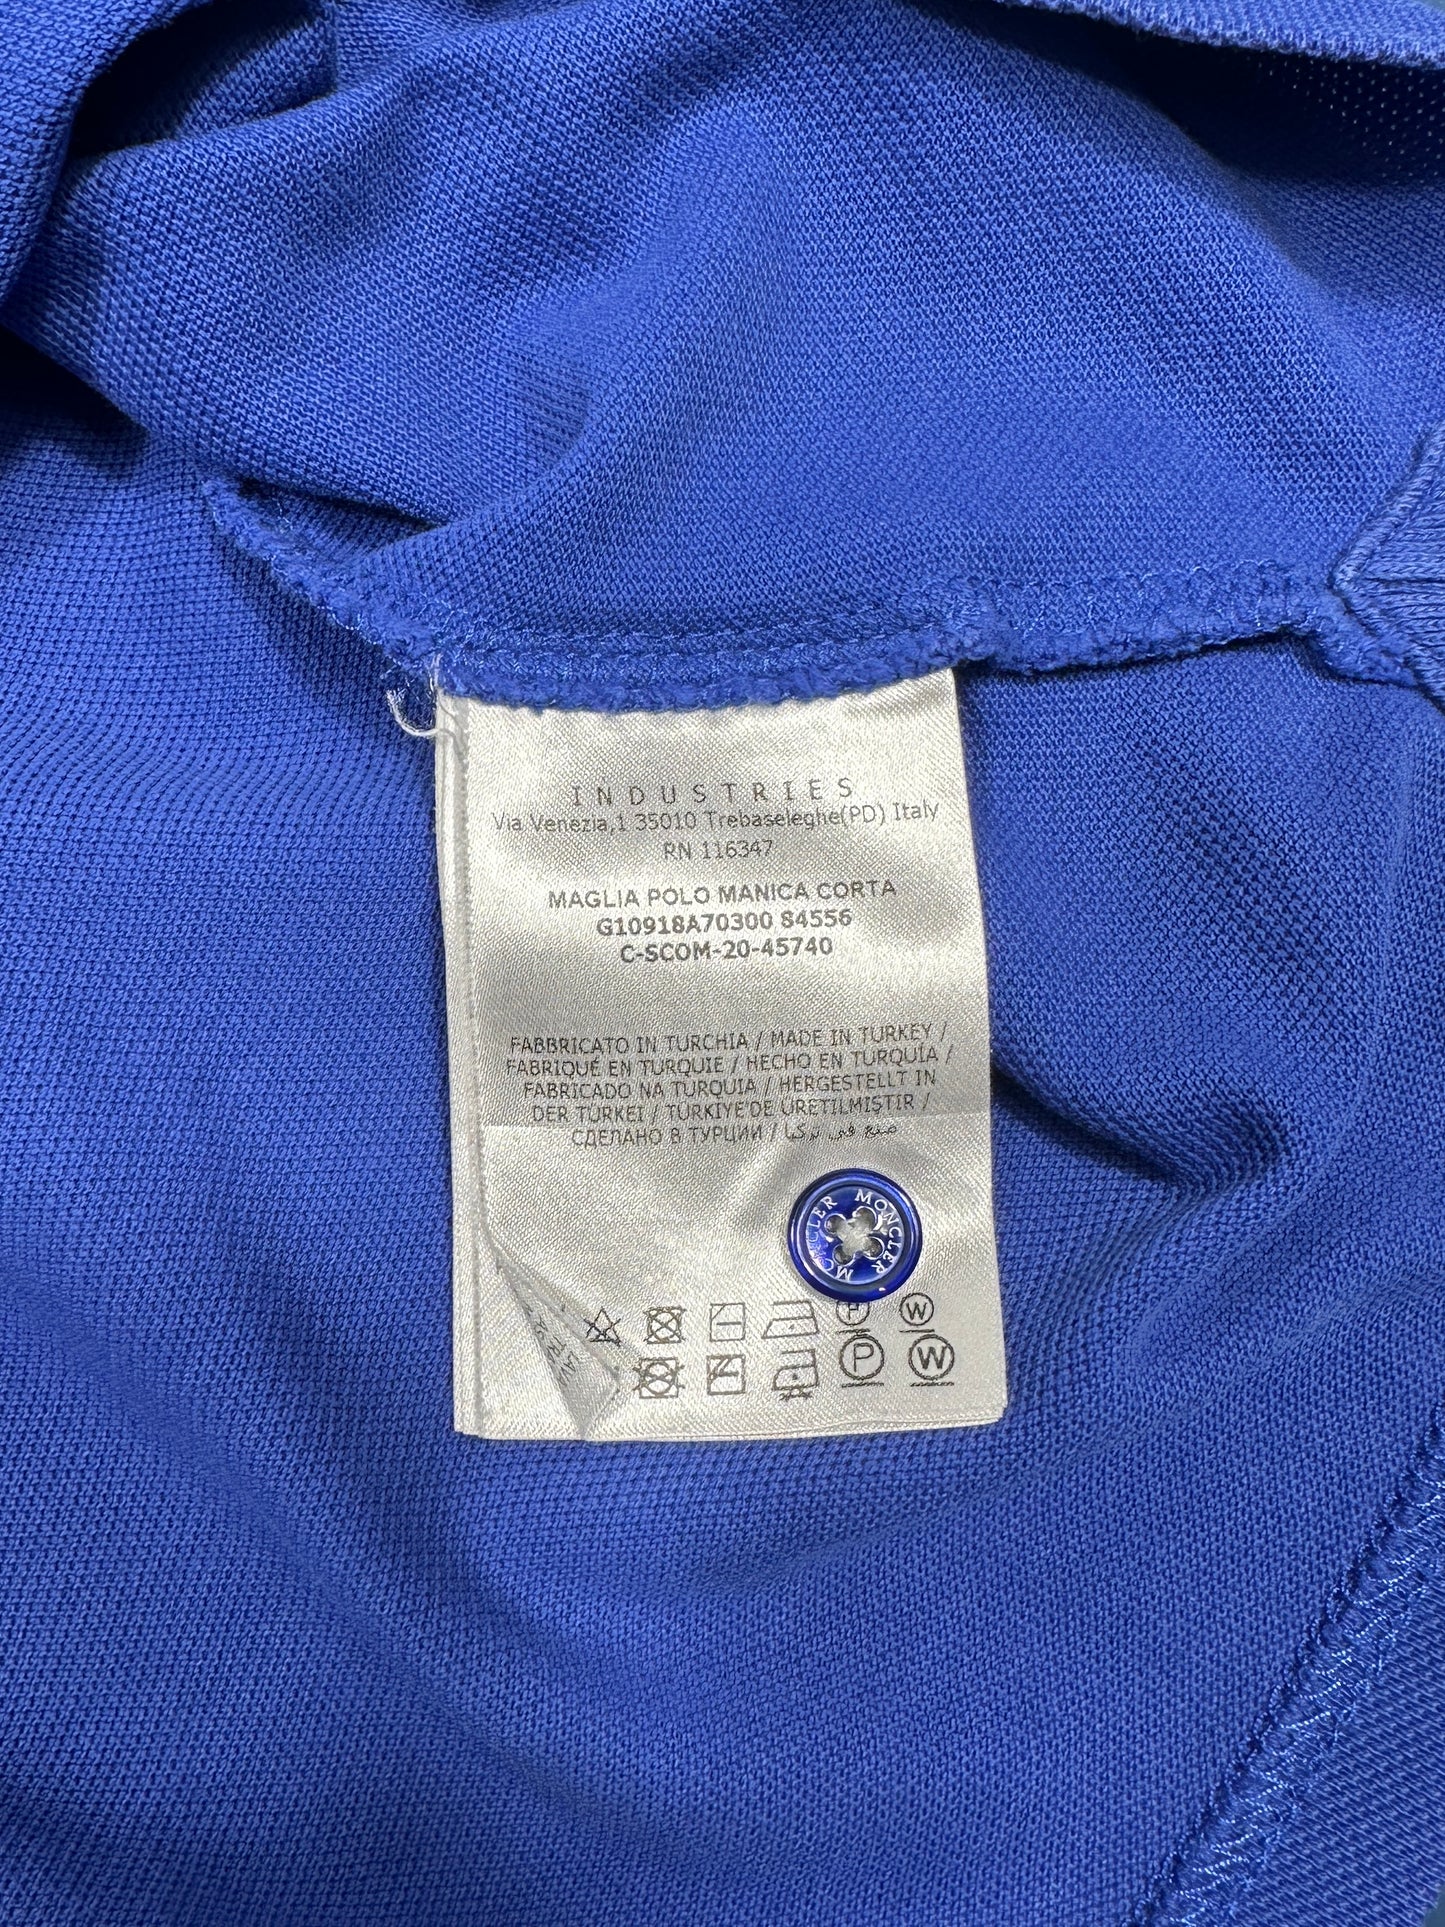 INDUSTRIES
Via Venezia,1 35010 Trebaseleghe(PD) Italy
RN 116347
MAGLIA POLO MANICA CORTA
G10918A70300 84556
C-SCOM-20-45740
FABBRICATO IN TURCHIA / MADE IN TURKEY /
FABRIQUÉ EN TURQUIE / HECHO EN TURQUÍA /
FABRICADO NA TURQUIA / HERGESTELLT IN
DER TÜRKEI / TÜRKIYE'DE ÜRETILMIŞTIR /
СДЕЛАНО В ТУРЦИИ / صنع في تركيا
MONCLER MONCLER
P W
P W